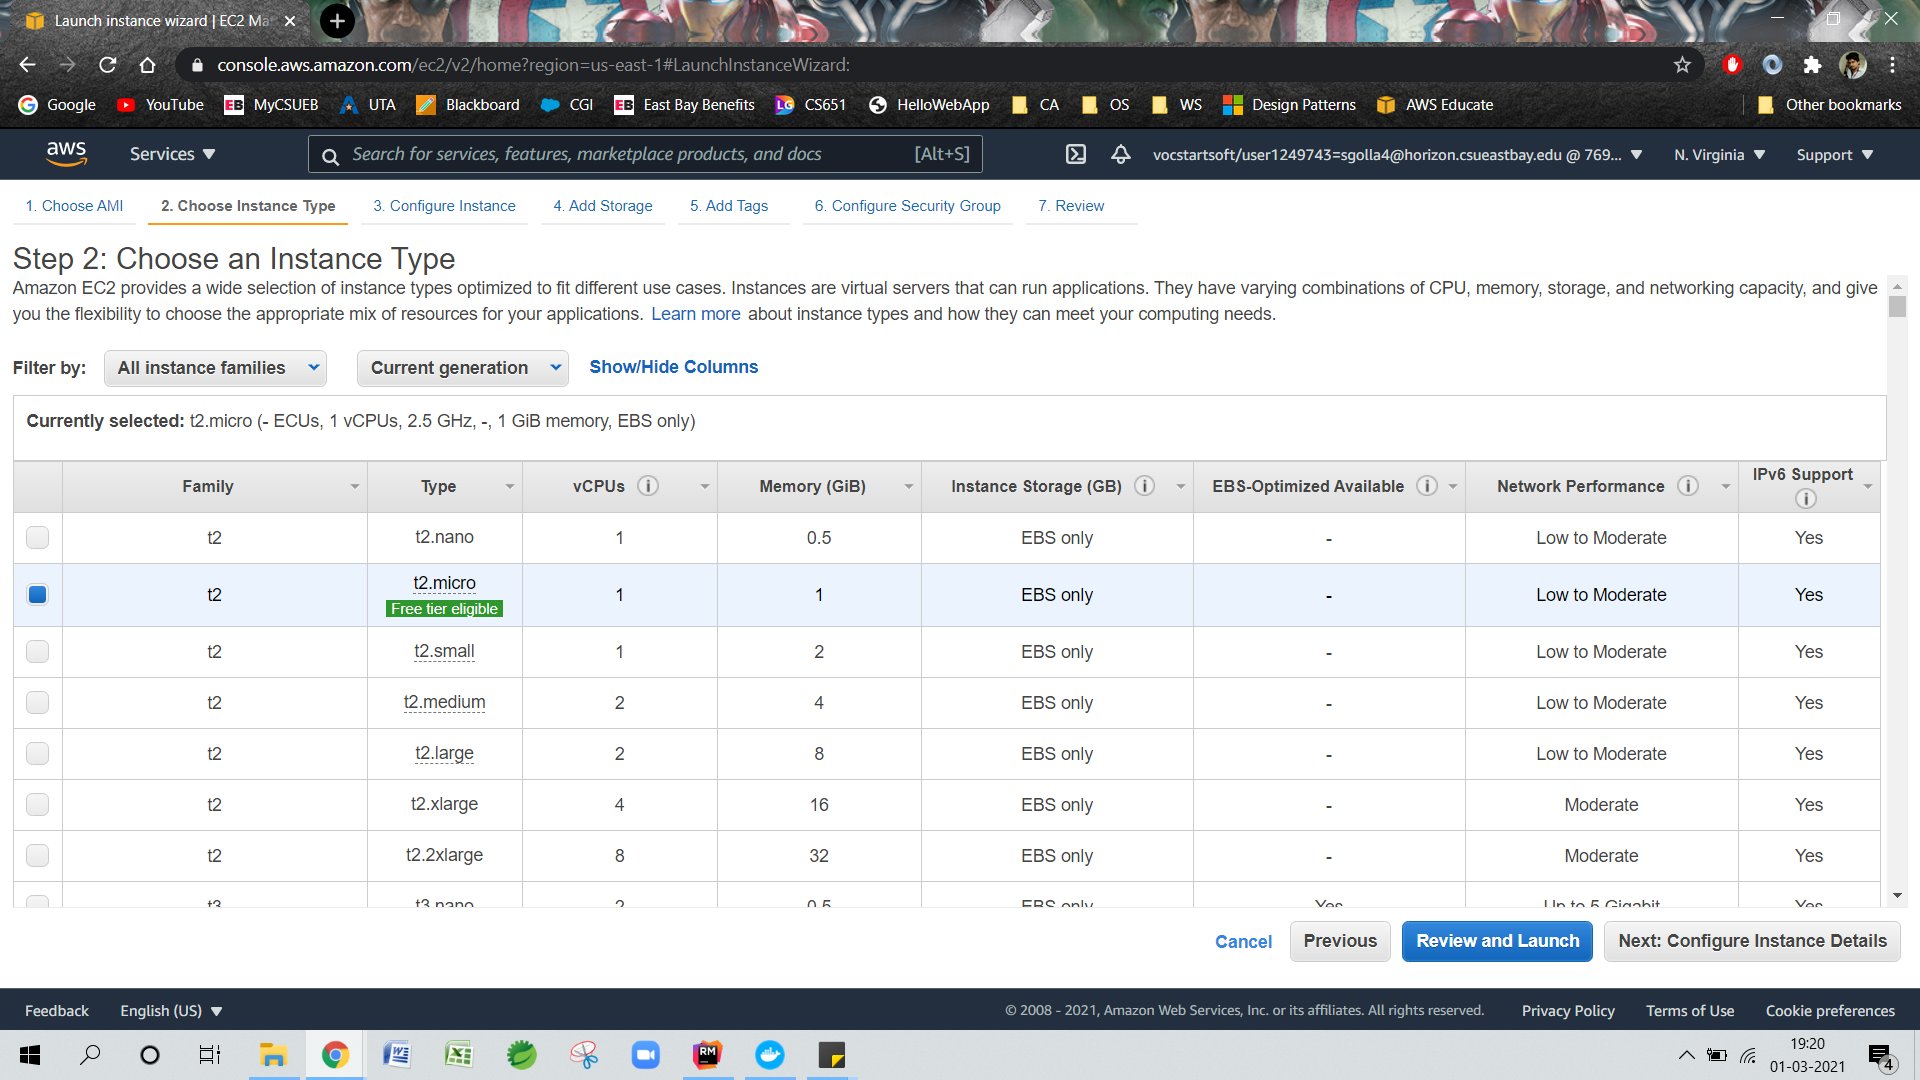 Launch instance wizard | EC2 Ma
console.aws.amazon.com/ec2/v2/home?region=us-east-1#LaunchInstanceWizard:
Google YouTube MyCSUEB UTA Blackboard CGI East Bay Benefits CS651 HelloWebApp CA OS WS Design Patterns AWS Educate Other bookmarks
aws Services Search for services, features, marketplace products, and docs [Alt+S] vocstartsoft/user1249743=sgolla4@horizon.csueastbay.edu @ 769... N. Virginia Support
1. Choose AMI 2. Choose Instance Type 3. Configure Instance 4. Add Storage 5. Add Tags 6. Configure Security Group 7. Review
Step 2: Choose an Instance Type
Amazon EC2 provides a wide selection of instance types optimized to fit different use cases. Instances are virtual servers that can run applications. They have varying combinations of CPU, memory, storage, and networking capacity, and give
you the flexibility to choose the appropriate mix of resources for your applications. Learn more about instance types and how they can meet your computing needs.
Filter by: All instance families Current generation Show/Hide Columns
Currently selected: t2.micro (- ECUs, 1 vCPUs, 2.5 GHz, -, 1 GiB memory, EBS only)
Family Type vCPUs Memory (GiB) Instance Storage (GB) EBS-Optimized Available Network Performance IPv6 Support
t2 t2.nano 1 0.5 EBS only - Low to Moderate Yes
t2 t2.micro 1 1 EBS only - Low to Moderate Yes
Free tier eligible
t2 t2.small 1 2 EBS only - Low to Moderate Yes
t2 t2.medium 2 4 EBS only - Low to Moderate Yes
t2 t2.large 2 8 EBS only - Low to Moderate Yes
t2 t2.xlarge 4 16 EBS only - Moderate Yes
t2 t2.2xlarge 8 32 EBS only - Moderate Yes
t3 t3.nano 2 0.5 EBS only Yes Up to 5 Gigabit Yes
Cancel Previous Review and Launch Next: Configure Instance Details
Feedback English (US) © 2008 - 2021, Amazon Web Services, Inc. or its affiliates. All rights reserved. Privacy Policy Terms of Use Cookie preferences
19:20
01-03-2021
4